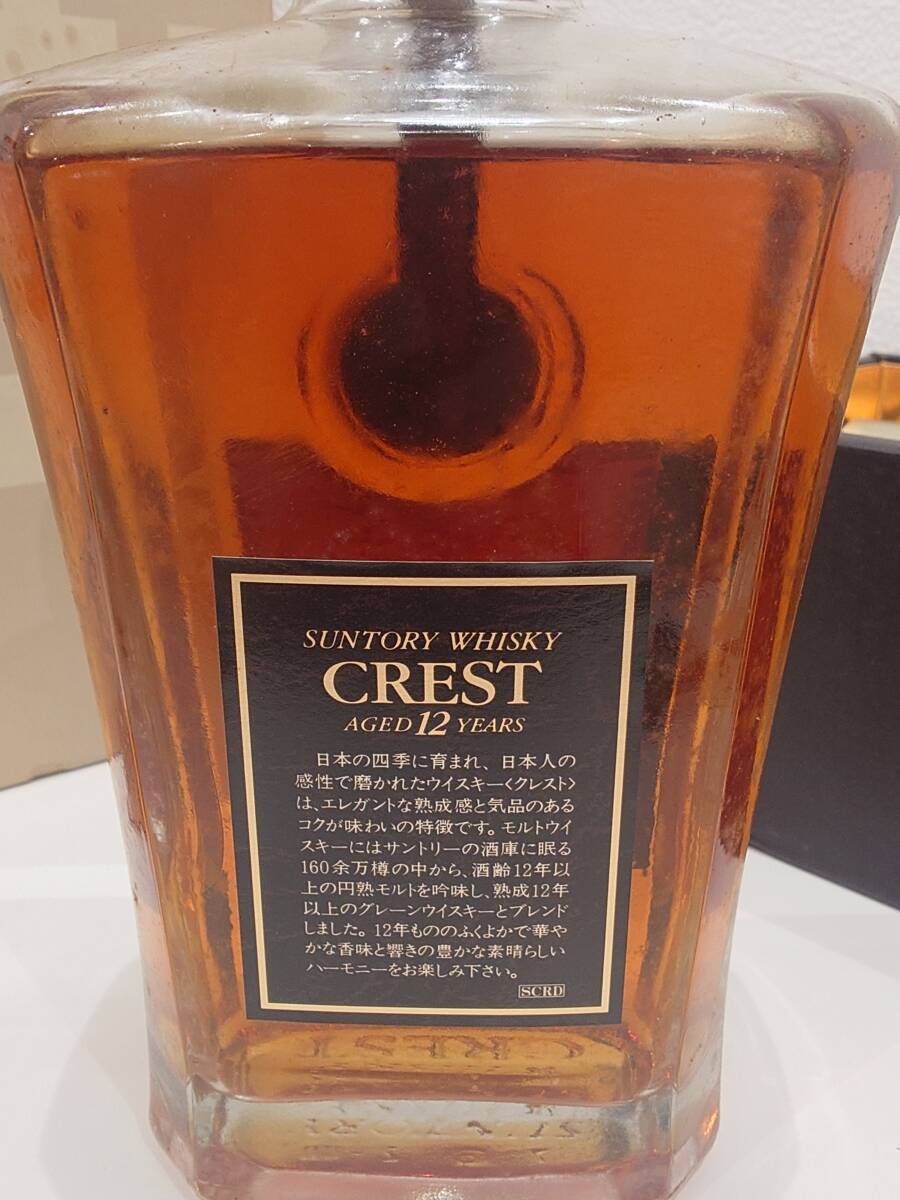 SUNTORY WHISKY
CREST
AGED 12 YEARS
日本の四季に育まれ、日本人の
感性で磨かれたウイスキー〈クレスト〉
は、エレガントな熟成感と気品のある
コクが味わいの特徴です。モルトウイ
スキーにはサントリーの酒庫に眠る
160余万樽の中から、酒齢12年以
上の円熟モルトを吟味し、熟成12年
以上のグレーンウイスキーとブレンド
しました。12年もののふくよかで華や
かな香味と響きの豊かな素晴らしい
ハーモニーをお楽しみ下さい。
SCRD
CREST